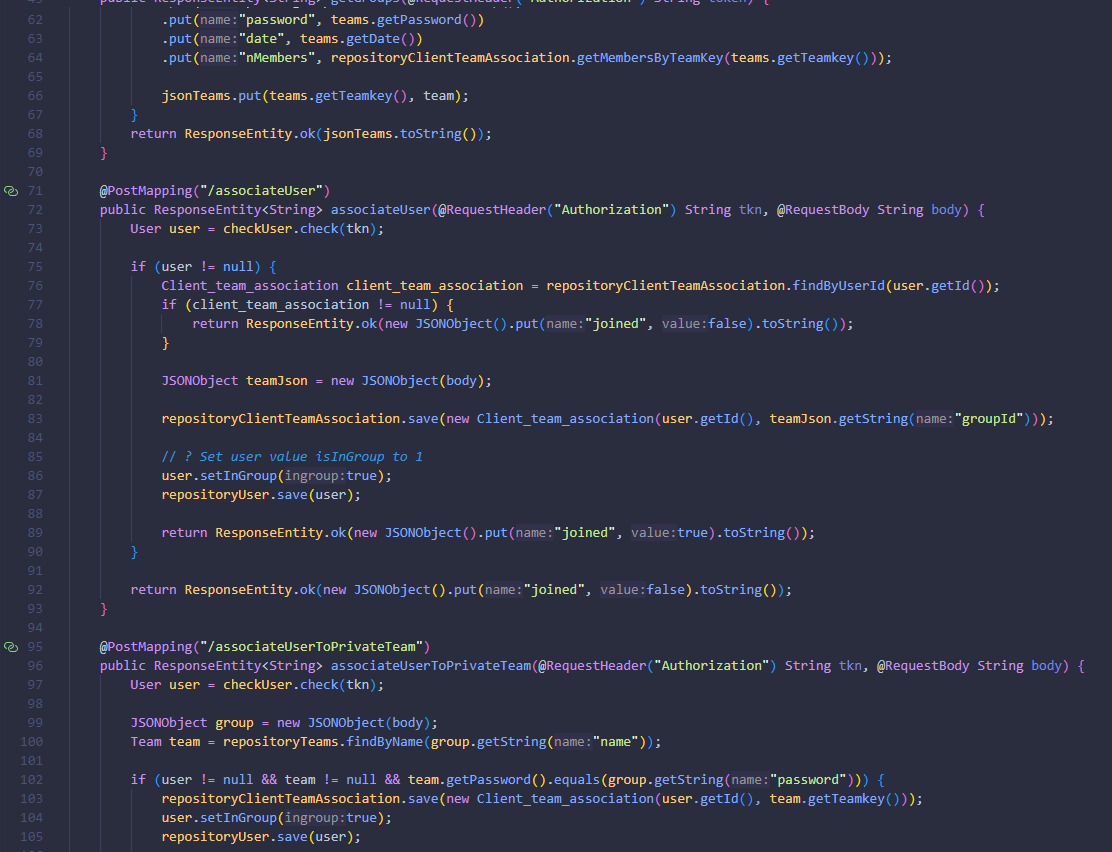 public ResponseEntity<String> getGroups(@RequestHeader("Authorization") String token) {
62 .put(name:"password", teams.getPassword())
63 .put(name:"date", teams.getDate())
64 .put(name:"nMembers", repositoryClientTeamAssociation.getMembersByTeamKey(teams.getTeamkey()));
65
66 jsonTeams.put(teams.getTeamkey(), team);
67 }
68 return ResponseEntity.ok(jsonTeams.toString());
69 }
70
71 @PostMapping("/associateUser")
72 public ResponseEntity<String> associateUser(@RequestHeader("Authorization") String tkn, @RequestBody String body) {
73 User user = checkUser.check(tkn);
74
75 if (user != null) {
76 Client_team_association client_team_association = repositoryClientTeamAssociation.findByUserId(user.getId());
77 if (client_team_association != null) {
78 return ResponseEntity.ok(new JSONObject().put(name:"joined", value:false).toString());
79 }
80
81 JSONObject teamJson = new JSONObject(body);
82
83 repositoryClientTeamAssociation.save(new Client_team_association(user.getId(), teamJson.getString(name:"groupId")));
84
85 // ? Set user value isInGroup to 1
86 user.setInGroup(ingroup:true);
87 repositoryUser.save(user);
88
89 return ResponseEntity.ok(new JSONObject().put(name:"joined", value:true).toString());
90 }
91
92 return ResponseEntity.ok(new JSONObject().put(name:"joined", value:false).toString());
93 }
94
95 @PostMapping("/associateUserToPrivateTeam")
96 public ResponseEntity<String> associateUserToPrivateTeam(@RequestHeader("Authorization") String tkn, @RequestBody String body) {
97 User user = checkUser.check(tkn);
98
99 JSONObject group = new JSONObject(body);
100 Team team = repositoryTeams.findByName(group.getString(name:"name"));
101
102 if (user != null && team != null && team.getPassword().equals(group.getString(name:"password"))) {
103 repositoryClientTeamAssociation.save(new Client_team_association(user.getId(), team.getTeamkey()));
104 user.setInGroup(ingroup:true);
105 repositoryUser.save(user);